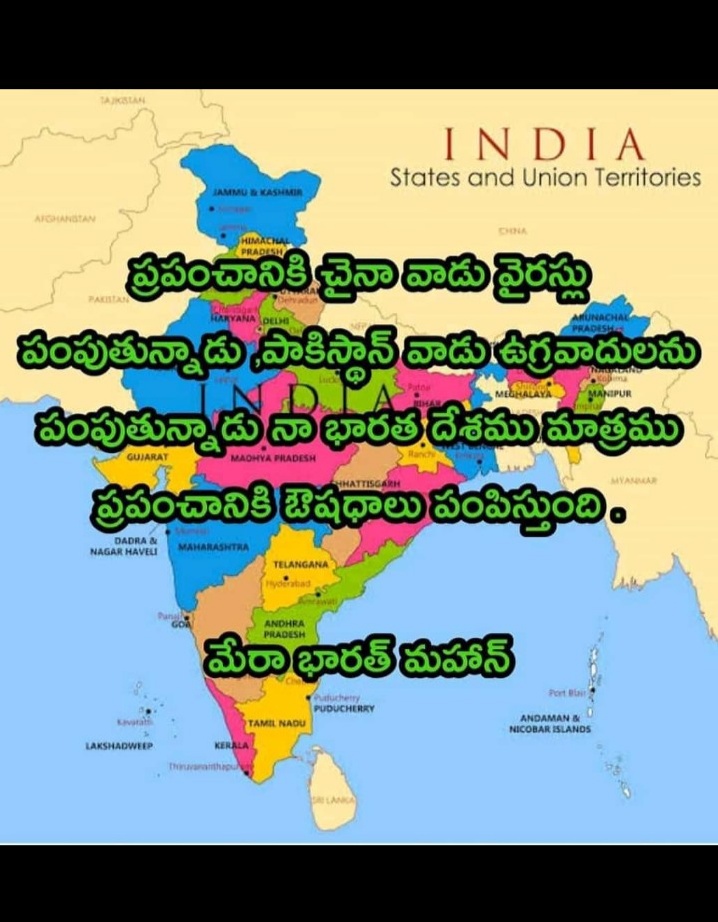 TAJIKISTAN
INDIA
States and Union Territories
JAMMU & KASHMIR
AFGHANISTAN
CHINA
HIMACHAL
PRADESH
ప్రపంచానికి చైనా వాడు వైరస్లు
PAKISTAN
Dehradun
HARYANA
DELHI
ARUNACHAL
PRADESH
పంపుతున్నాడు ,పాకిస్థాన్ వాడు ఉగ్రవాదులను
INDIA
Patna
BIHAR
MEGHALAYA
NAGALAND
Kohima
MANIPUR
పంపుతున్నాడు నా భారత దేశము మాత్రము
GUJARAT
MADHYA PRADESH
Ranchi
CHHATTISGARH
MYANMAR
ప్రపంచానికి ఔషధాలు పంపిస్తుంది .
DADRA &
NAGAR HAVELI
Mumbai
MAHARASHTRA
TELANGANA
Hyderabad
Amravati
Panaji
GOA
ANDHRA
PRADESH
మేరా భారత్ మహాన్
Puducherry
PUDUCHERRY
Port Blair
ANDAMAN &
NICOBAR ISLANDS
Kavaratti
TAMIL NADU
LAKSHADWEEP
KERALA
Thiruvananthapuram
SRI LANKA